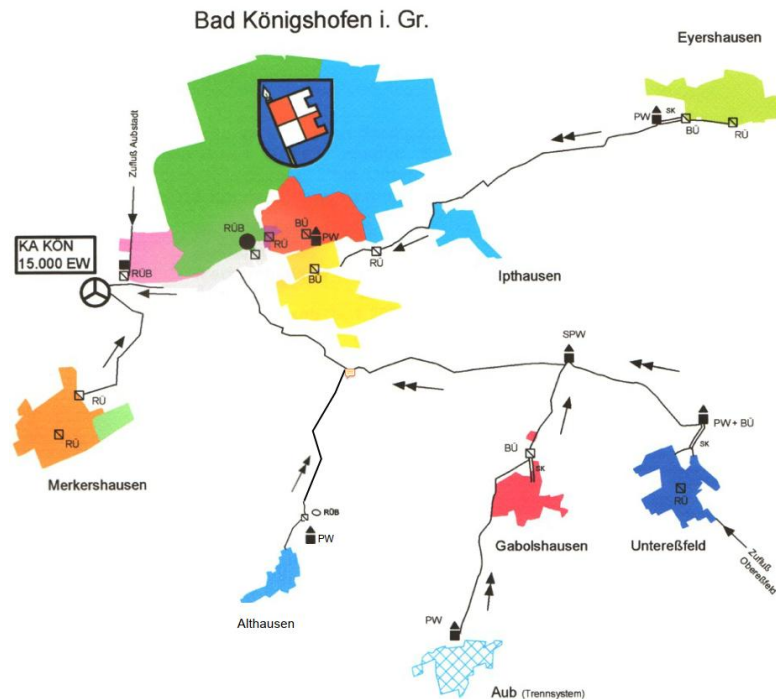 Bad Königshofen i. Gr.
Eyershausen
PW
SK
BÜ
RÜ
Zufluß Aubstadt
KA KÖN
15.000 EW
RÜB
RÜB
RÜ
BÜ
PW
BÜ
RÜ
Ipthausen
SPW
RÜ
RÜ
Merkershausen
PW + BÜ
SK
RÜ
Untereßfeld
Zufluß
Obereßfeld
BÜ
SK
Gabolshausen
RÜB
PW
Althausen
PW
Aub (Trennsystem)